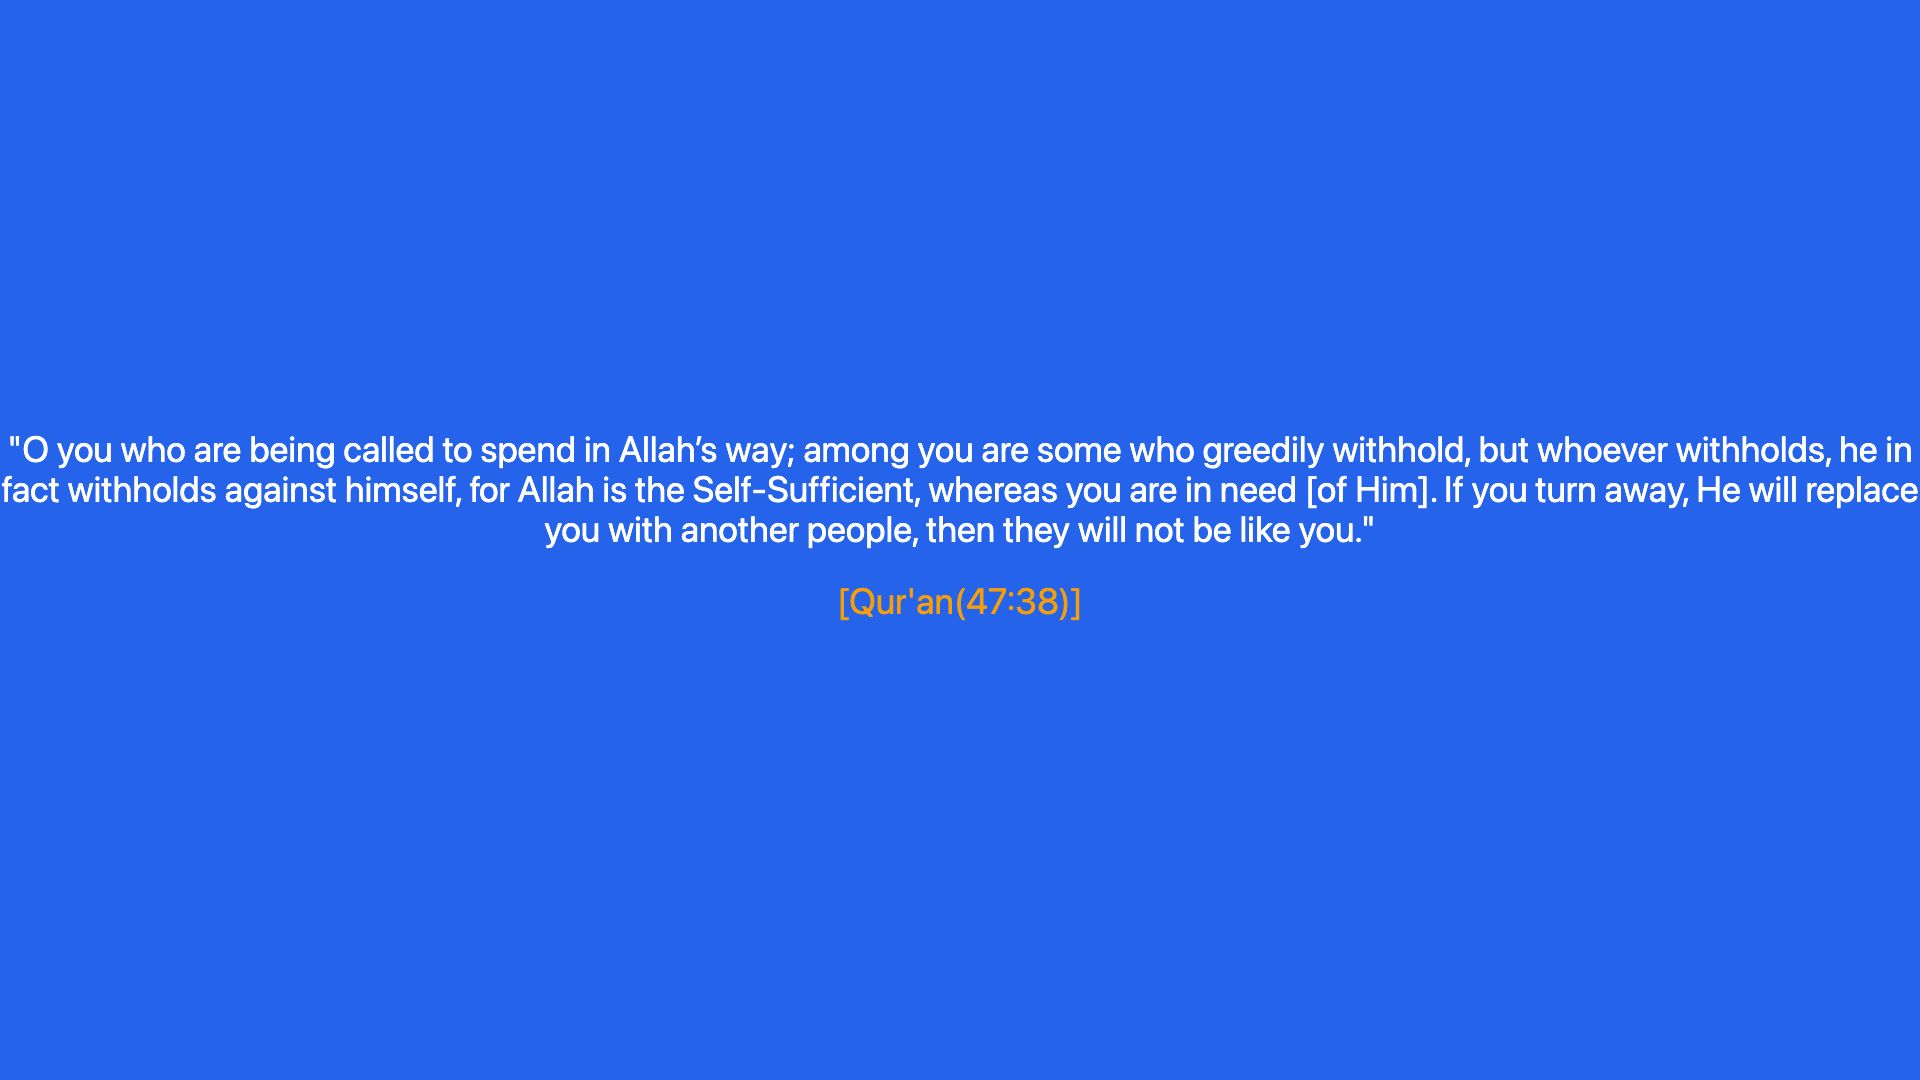 "O you who are being called to spend in Allah’s way; among you are some who greedily withhold, but whoever withholds, he in
fact withholds against himself, for Allah is the Self-Sufficient, whereas you are in need [of Him]. If you turn away, He will replace
you with another people, then they will not be like you."
[Qur'an(47:38)]